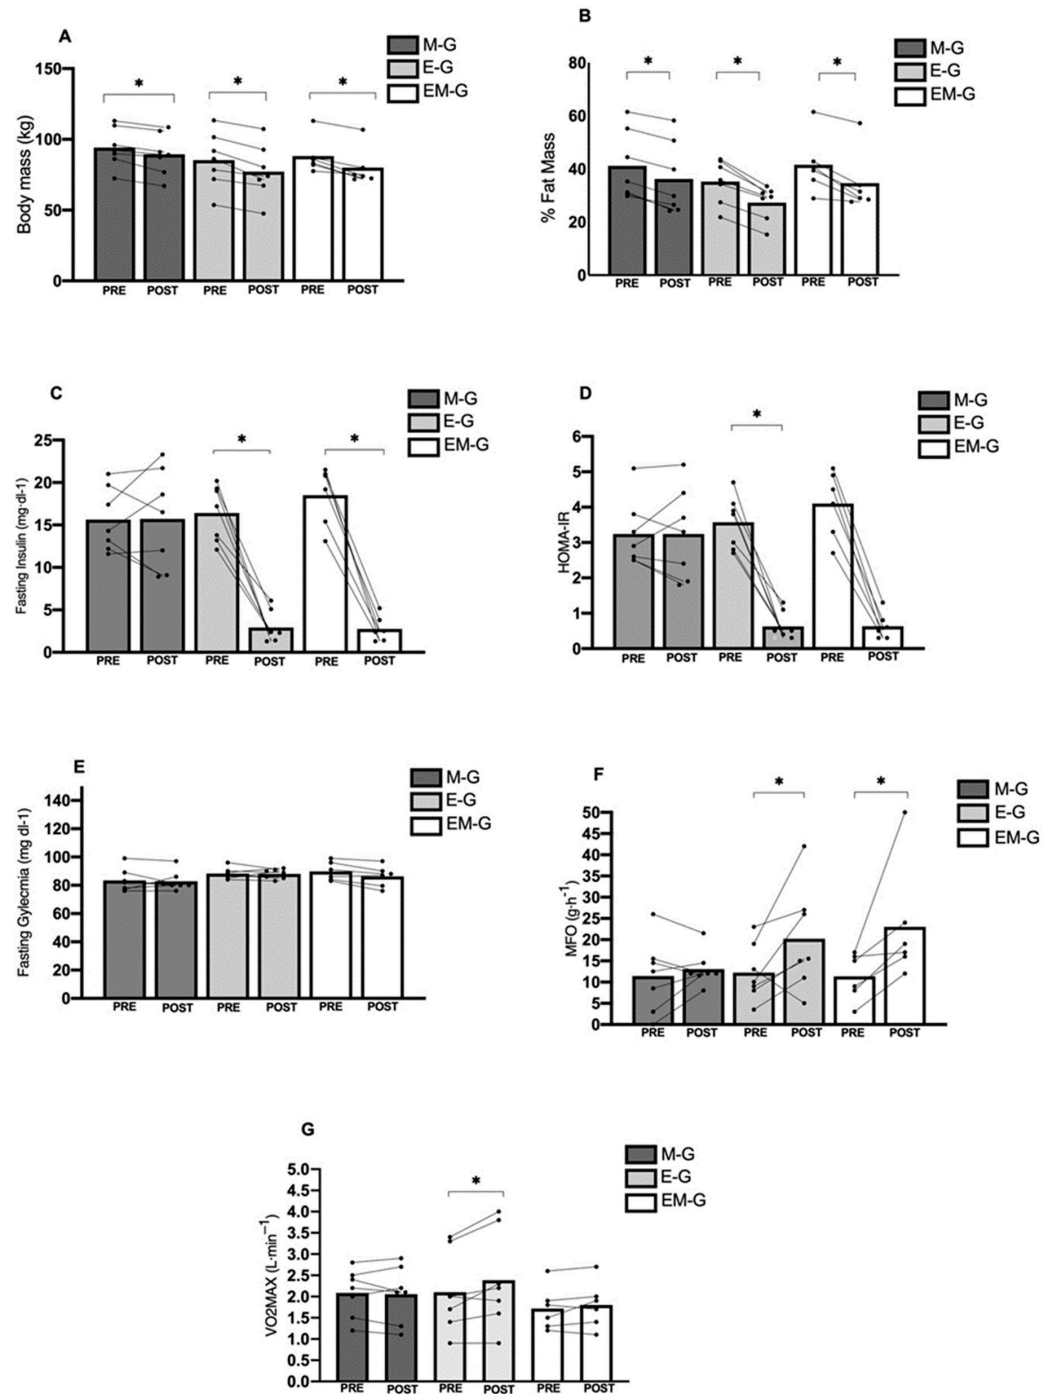 A
M-G
E-G
EM-G
Body mass (kg)
150
100
50
0
*
*
*
PRE POST PRE POST PRE POST
B
M-G
E-G
EM-G
% Fat Mass
80
60
40
20
0
*
*
*
PRE POST PRE POST PRE POST
C
M-G
E-G
EM-G
Fasting Insulin (mg·dl-1)
25
20
15
10
5
0
*
*
PRE POST PRE POST PRE POST
D
M-G
E-G
EM-G
HOMA-IR
6
5
4
3
2
1
0
*
PRE POST PRE POST PRE POST
E
M-G
E-G
EM-G
Fasting Gylecmia (mg dl-1)
140
120
100
80
60
40
20
0
PRE POST PRE POST PRE POST
F
M-G
E-G
EM-G
MFO (g·h⁻¹)
50
45
40
35
30
25
20
15
10
5
0
*
*
PRE POST PRE POST PRE POST
G
M-G
E-G
EM-G
VO2MAX (L·min⁻¹)
5.0
4.5
4.0
3.5
3.0
2.5
2.0
1.5
1.0
0.5
0.0
*
PRE POST PRE POST PRE POST